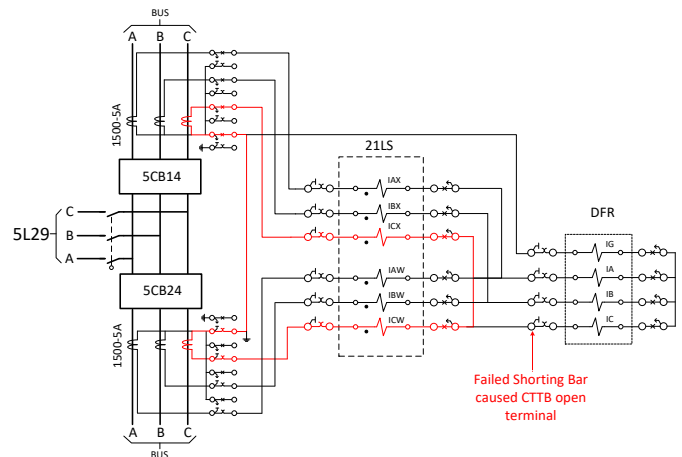 BUS
A B C
1500-5A
5CB14
21LS
IAX
IBX
ICX
DFR
5L29
C
B
A
IG
IAW
IA
5CB24
IBW
IB
ICW
IC
1500-5A
Failed Shorting Bar
caused CTTB open
terminal
A B C
BUS